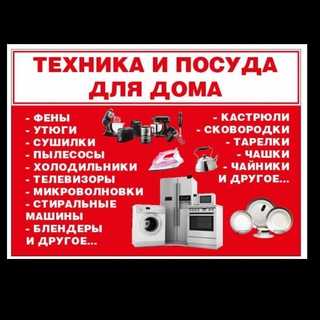 ТЕХНИКА И ПОСУДА
ДЛЯ ДОМА
- ФЕНЫ
- УТЮГИ
- СУШИЛКИ
- ПЫЛЕСОСЫ
- ХОЛОДИЛЬНИКИ
- ТЕЛЕВИЗОРЫ
- МИКРОВОЛНОВКИ
- СТИРАЛЬНЫЕ
МАШИНЫ
- БЛЕНДЕРЫ
И ДРУГОЕ...
- КАСТРЮЛИ
- СКОВОРОДКИ
- ТАРЕЛКИ
- ЧАШКИ
- ЧАЙНИКИ
И ДРУГОЕ...